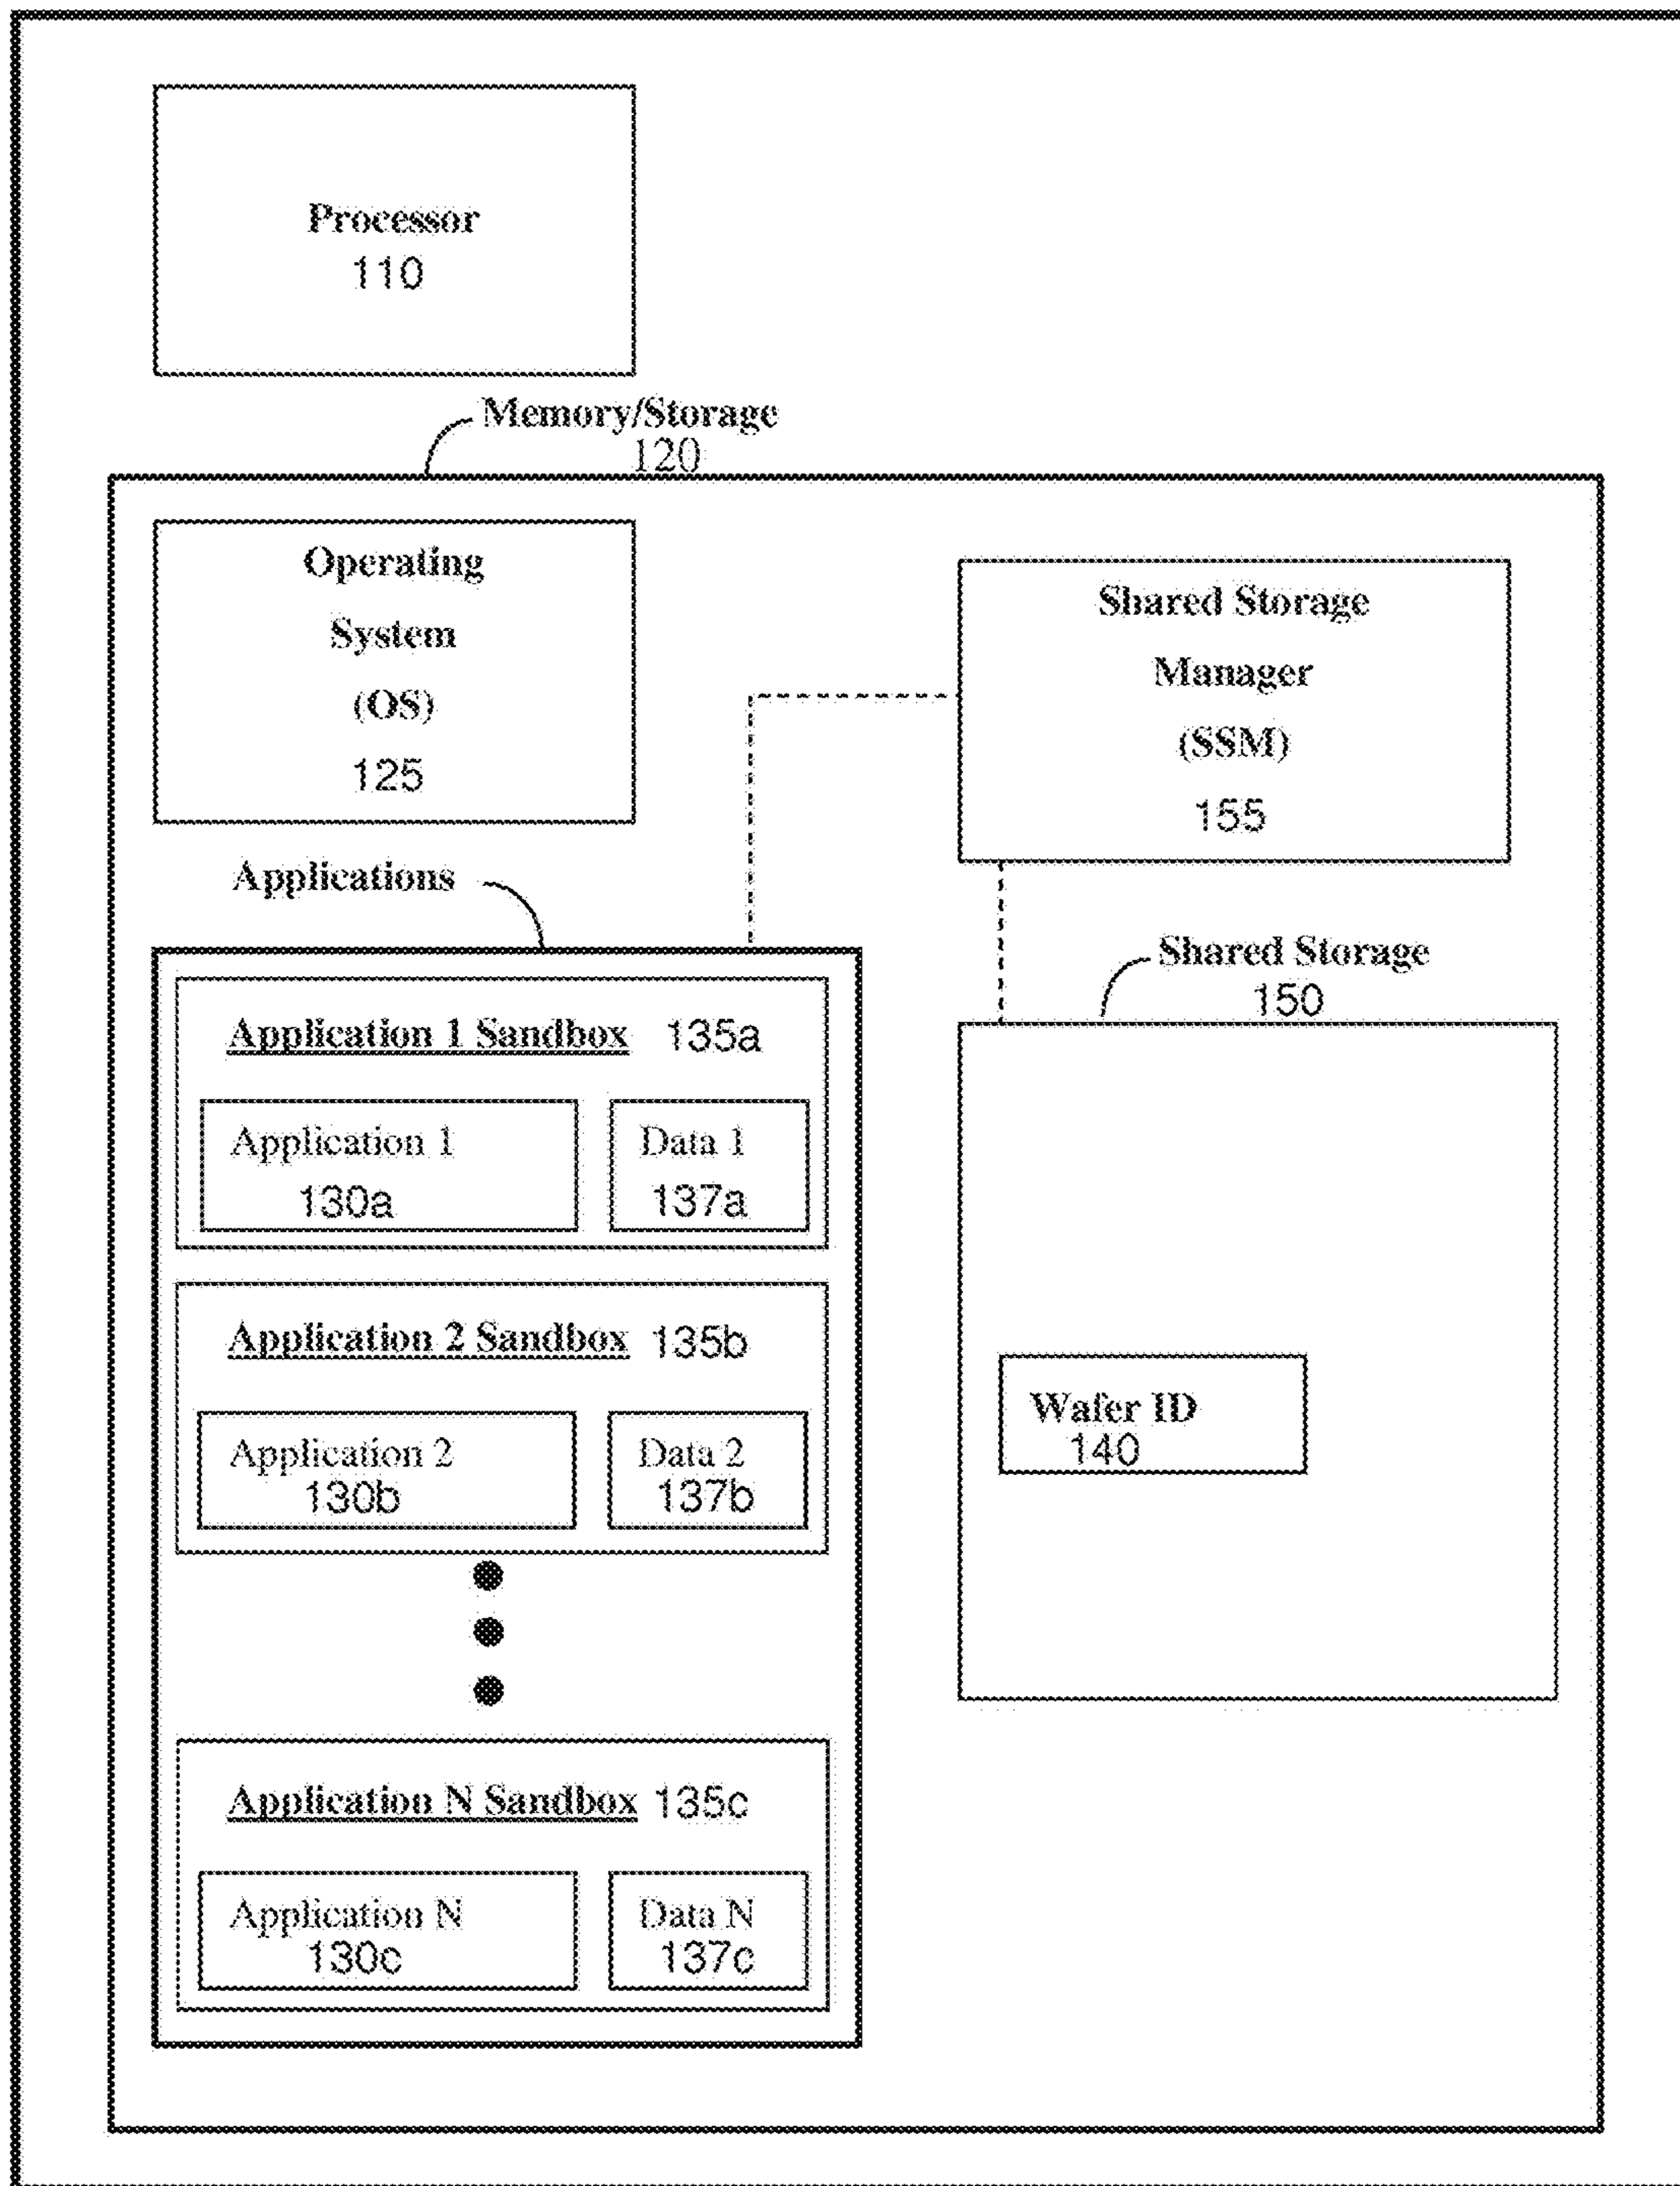 Processor
110
Memory/Storage
120
Operating
System
(OS)
125
Shared Storage
Manager
(SSM)
155
Applications
Shared Storage
150
Application 1 Sandbox 135a
Application 1
130a
Data 1
137a
Application 2 Sandbox 135b
Application 2
130b
Data 2
137b
Wafer ID
140
Application N Sandbox 135c
Application N
130c
Data N
137c